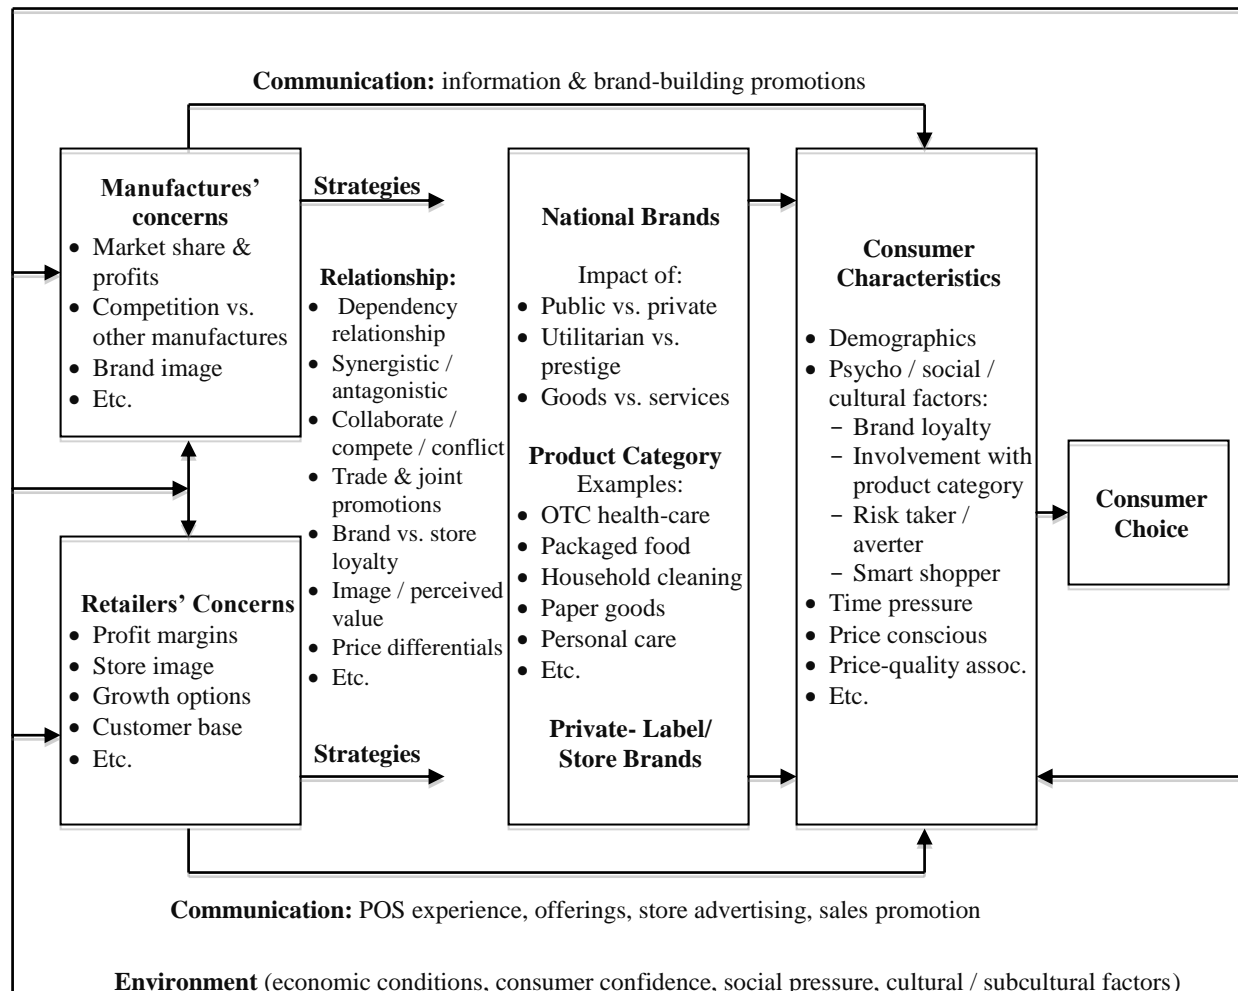 Communication: information & brand-building promotions
Manufactures’
concerns
• Market share &
profits
• Competition vs.
other manufactures
• Brand image
• Etc.
Strategies
Relationship:
• Dependency
relationship
• Synergistic /
antagonistic
• Collaborate /
compete / conflict
• Trade & joint
promotions
• Brand vs. store
loyalty
• Image / perceived
value
• Price differentials
• Etc.
Strategies
Retailers’ Concerns
• Profit margins
• Store image
• Growth options
• Customer base
• Etc.
National Brands
Impact of:
• Public vs. private
• Utilitarian vs.
prestige
• Goods vs. services
Product Category
Examples:
• OTC health-care
• Packaged food
• Household cleaning
• Paper goods
• Personal care
• Etc.
Private- Label/
Store Brands
Consumer
Characteristics
• Demographics
• Psycho / social /
cultural factors:
− Brand loyalty
− Involvement with
product category
− Risk taker /
averter
− Smart shopper
• Time pressure
• Price conscious
• Price-quality assoc.
• Etc.
Consumer
Choice
Communication: POS experience, offerings, store advertising, sales promotion
Environment (economic conditions, consumer confidence, social pressure, cultural / subcultural factors)